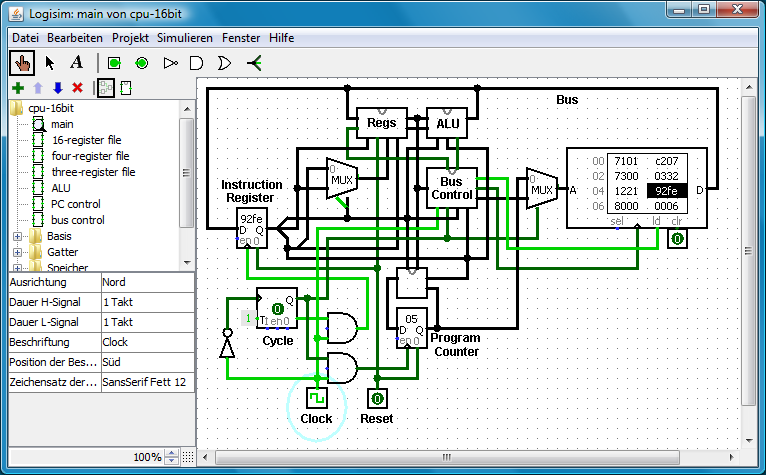 Logisim: main von cpu-16bit
Datei Bearbeiten Projekt Simulieren Fenster Hilfe
A
cpu-16bit
main
16-register file
four-register file
three-register file
ALU
PC control
bus control
Basis
Gatter
Speicher
Ausrichtung Nord
Dauer H-Signal 1 Takt
Dauer L-Signal 1 Takt
Beschriftung Clock
Position der Bes... Süd
Zeichensatz der... SansSerif Fett 12
100%
Bus
Regs
ALU
Instruction
Register
92fe
D Q
en 0
0
MUX
Bus
Control
0
MUX
A
00 7101 c207
02 7300 0332
04 1221 92fe
06 8000 0006
sel ld clr
D
0
Q
0
1
T en 0
Cycle
05
D Q
en 0
Program
Counter
Clock
0
Reset